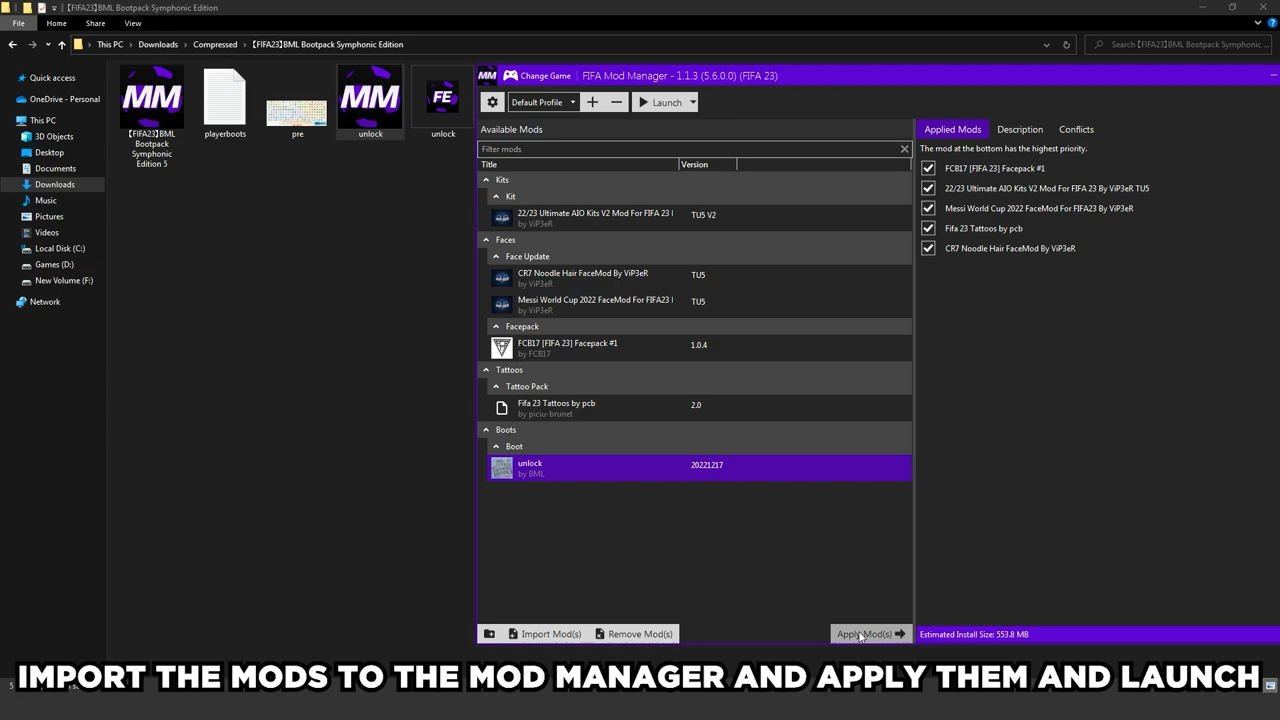 【FIFA23】BML Bootpack Symphonic Edition
File
Home
Share
View
This PC
Downloads
Compressed
【FIFA23】BML Bootpack Symphonic Edition
Search 【FIFA23】BML Bootpack Symphonic ...
Quick access
OneDrive - Personal
This PC
3D Objects
Desktop
Documents
Downloads
Music
Pictures
Videos
Local Disk (C:)
Games (D:)
New Volume (F:)
Network
MM
【FIFA23】BML
Bootpack
Symphonic
Edition 5
playerboots
pre
MM
unlock
FE
unlock
MM
Change Game
FIFA Mod Manager - 1.1.3 (5.6.0.0) (FIFA 23)
Default Profile
Launch
Available Mods
Filter mods
Title
Version
Kits
Kit
22/23 Ultimate AIO Kits V2 Mod For FIFA 23 I
TU5 V2
by ViP3eR
Faces
Face Update
CR7 Noodle Hair FaceMod By ViP3eR
TU5
by ViP3eR
Messi World Cup 2022 FaceMod For FIFA23 I
TU5
by ViP3eR
Facepack
FCB17 [FIFA 23] Facepack #1
1.0.4
by FCB17
Tattoos
Tattoo Pack
Fifa 23 Tattoos by pcb
2.0
by piciu-brunet
Boots
Boot
unlock
20221217
by BML
Import Mod(s)
Remove Mod(s)
Apply Mod(s)
Applied Mods
Description
Conflicts
The mod at the bottom has the highest priority.
FCB17 [FIFA 23] Facepack #1
22/23 Ultimate AIO Kits V2 Mod For FIFA 23 By ViP3eR TU5
Messi World Cup 2022 FaceMod For FIFA23 By ViP3eR
Fifa 23 Tattoos by pcb
CR7 Noodle Hair FaceMod By ViP3eR
Estimated Install Size: 553.8 MB
IMPORT THE MODS TO THE MOD MANAGER AND APPLY THEM AND LAUNCH